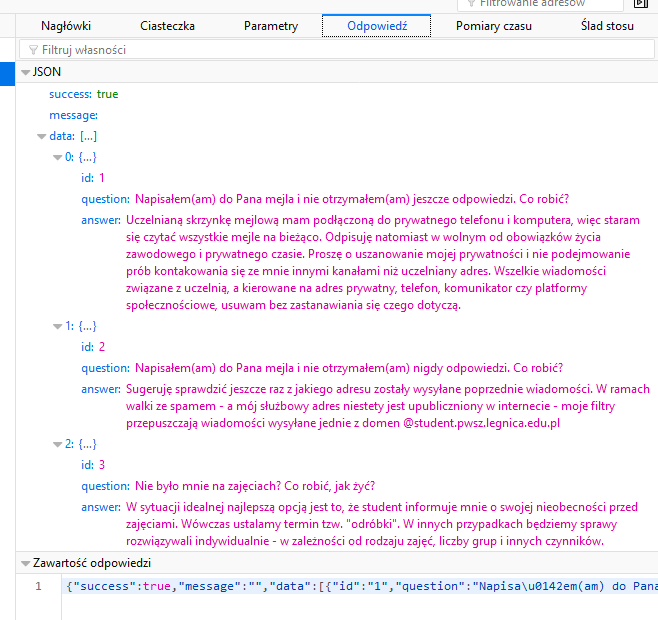 Filtrowanie adresów
Nagłówki Ciasteczka Parametry Odpowiedź Pomiary czasu Ślad stosu
Filtruj własności
JSON
success: true
message:
data: [...]
0: {...}
id: 1
question: Napisałem(am) do Pana mejla i nie otrzymałem(am) jeszcze odpowiedzi. Co robić?
answer: Uczelnianą skrzynkę mejlową mam podłączoną do prywatnego telefonu i komputera, więc staram
się czytać wszystkie mejle na bieżąco. Odpisuję natomiast w wolnym od obowiązków życia
zawodowego i prywatnego czasie. Proszę o uszanowanie mojej prywatności i nie podejmowanie
prób kontakowania się ze mnie innymi kanałami niż uczelniany adres. Wszelkie wiadomości
związane z uczelnią, a kierowane na adres prywatny, telefon, komunikator czy platformy
społecznościowe, usuwam bez zastanawiania się czego dotyczą.
1: {...}
id: 2
question: Napisałem(am) do Pana mejla i nie otrzymałem(am) nigdy odpowiedzi. Co robić?
answer: Sugeruję sprawdzić jeszcze raz z jakiego adresu zostały wysyłane poprzednie wiadomości. W ramach
walki ze spamem - a mój służbowy adres niestety jest upubliczniony w internecie - moje filtry
przepuszczają wiadomości wysyłane jednie z domen @student.pwsz.legnica.edu.pl
2: {...}
id: 3
question: Nie było mnie na zajęciach? Co robić, jak żyć?
answer: W sytuacji idealnej najlepszą opcją jest to, że student informuje mnie o swojej nieobecności przed
zajęciami. Wówczas ustalamy termin tzw. "odróbki". W innych przypadkach będziemy sprawy
rozwiązywali indywidualnie - w zależności od rodzaju zajęć, liczby grup i innych czynników.
Zawartość odpowiedzi
1 {"success":true,"message":"","data":[{"id":"1","question":"Napisa\u0142em(am) do Pana